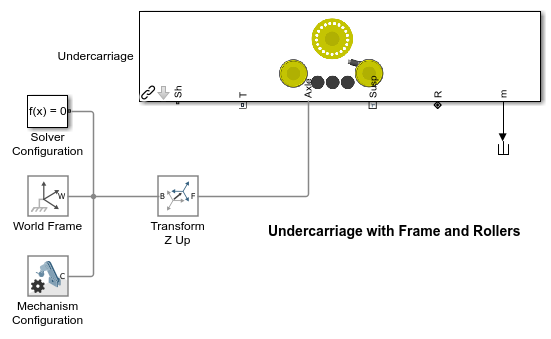 Undercarriage
Sh
T
Axle
Susp
R
m
f(x) = 0
Solver
Configuration
W
World Frame
B
F
Transform
Z Up
Undercarriage with Frame and Rollers
C
Mechanism
Configuration